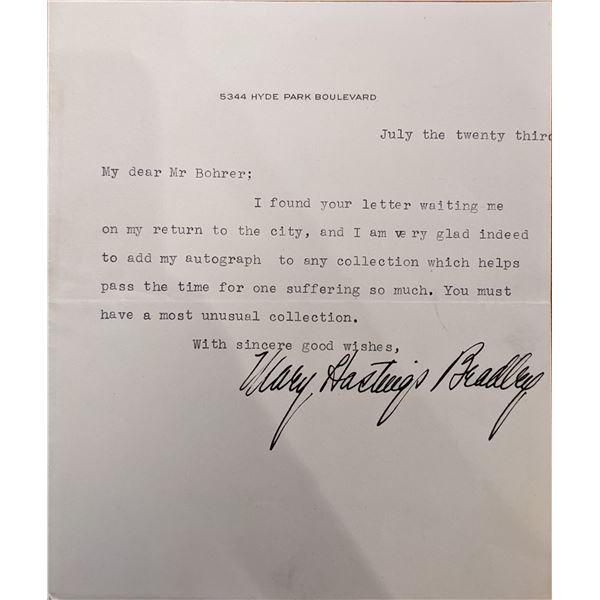 5344 HYDE PARK BOULEVARD
July the twenty third
My dear Mr Bohrer;
I found your letter waiting me
on my return to the city, and I am very glad indeed
to add my autograph to any collection which helps
pass the time for one suffering so much. You must
have a most unusual collection.
With sincere good wishes,
Mary Hastings Bradley